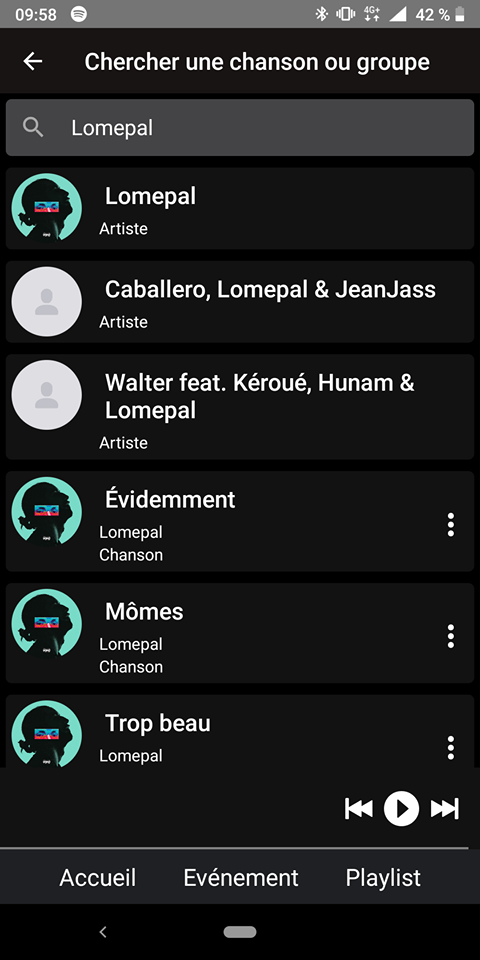 09:58
4G+
42 %
Chercher une chanson ou groupe
Lomepal
Lomepal
Artiste
Caballero, Lomepal & JeanJass
Artiste
Walter feat. Kéroué, Hunam &
Lomepal
Artiste
Évidemment
Lomepal
Chanson
Mômes
Lomepal
Chanson
Trop beau
Lomepal
Accueil
Evénement
Playlist